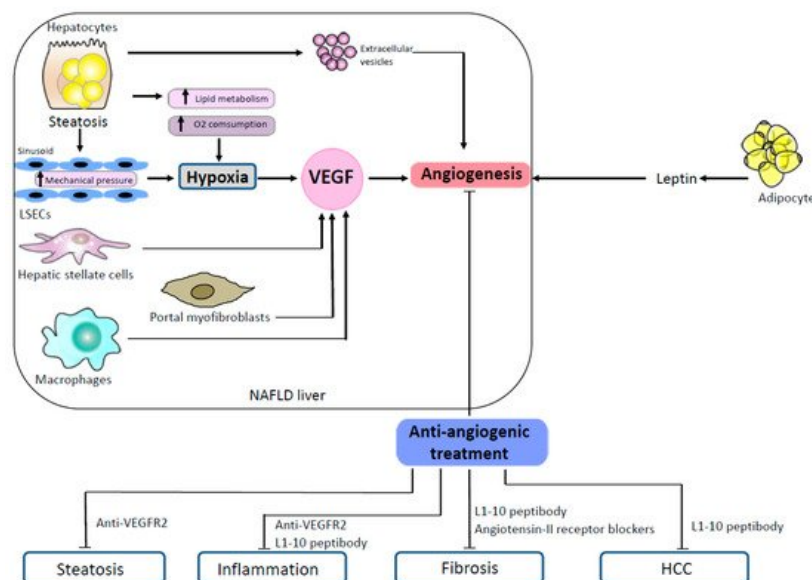 Hepatocytes
Extracellular
vesicles
Lipid metabolism
Steatosis
O2 comsumption
Sinusoid
Mechanical pressure
Hypoxia
VEGF
Angiogenesis
Leptin
Adipocyte
LSECs
Hepatic stellate cells
Portal myofibroblasts
Macrophages
NAFLD liver
Anti-angiogenic
treatment
Anti-VEGFR2
Anti-VEGFR2
L1-10 peptibody
L1-10 peptibody
Angiotensin-II receptor blockers
L1-10 peptibody
Steatosis
Inflammation
Fibrosis
HCC